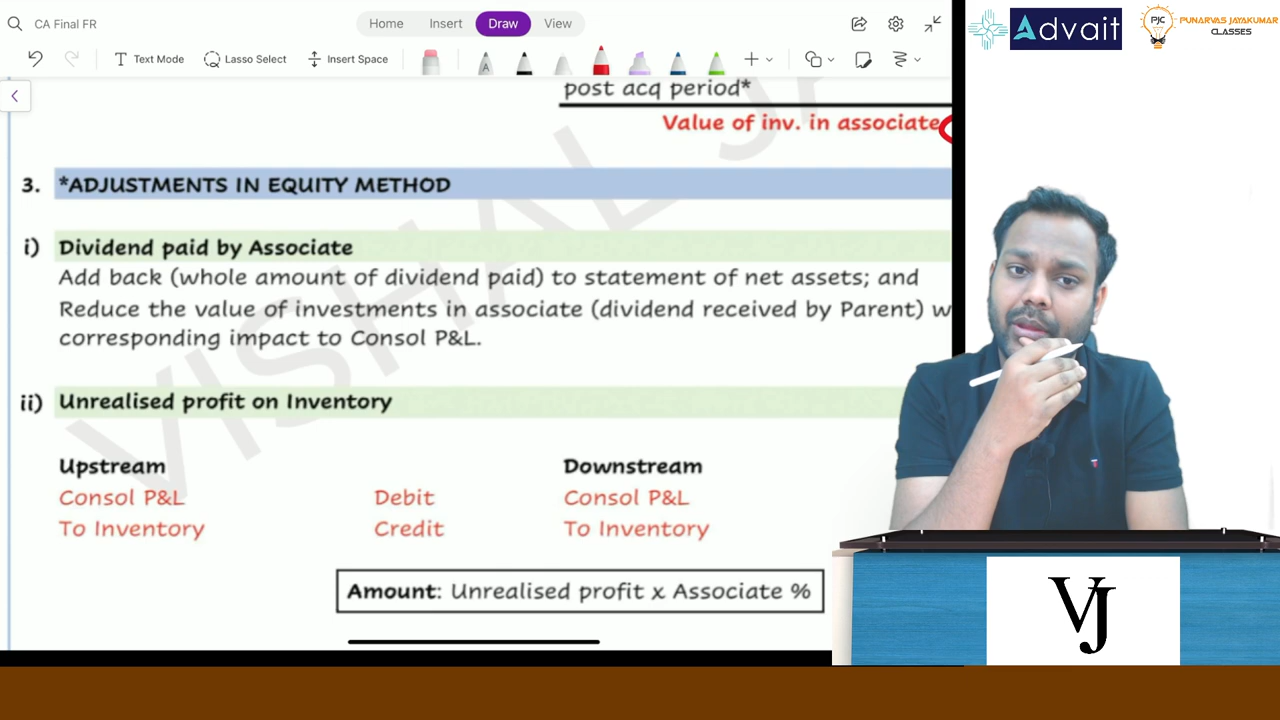 CA Final FR
Home Insert Draw View
Text Mode Lasso Select Insert Space
Advait
PJC
PUNARVAS JAYAKUMAR
CLASSES
post acq period*
Value of inv. in associate
3. *ADJUSTMENTS IN EQUITY METHOD
i) Dividend paid by Associate
Add back (whole amount of dividend paid) to statement of net assets; and
Reduce the value of investments in associate (dividend received by Parent) w
corresponding impact to Consol P&L.
ii) Unrealised profit on Inventory
Upstream Downstream
Consol P&L Debit Consol P&L
To Inventory Credit To Inventory
Amount: Unrealised profit x Associate %
VISHAL JA
VJ